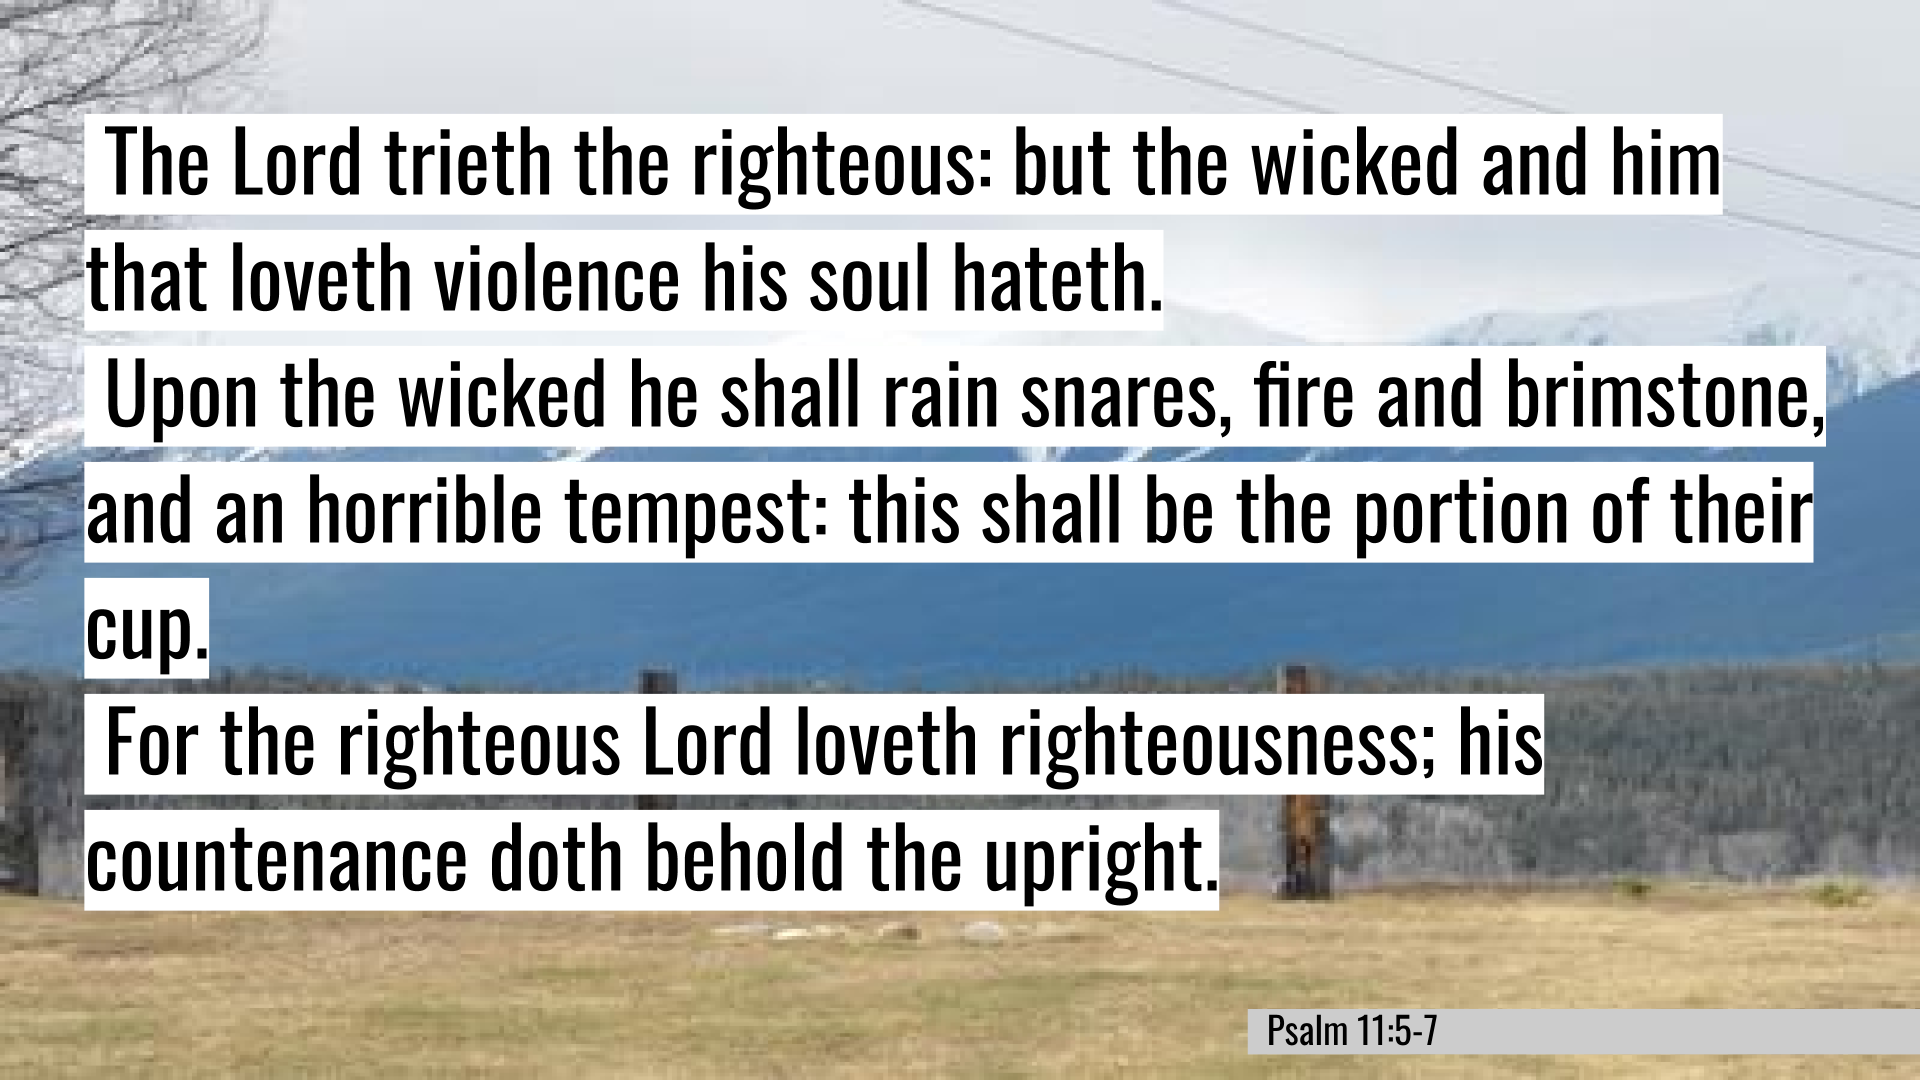 The Lord trieth the righteous: but the wicked and him
that loveth violence his soul hateth.
Upon the wicked he shall rain snares, fire and brimstone,
and an horrible tempest: this shall be the portion of their
cup.
For the righteous Lord loveth righteousness; his
countenance doth behold the upright.
Psalm 11:5-7